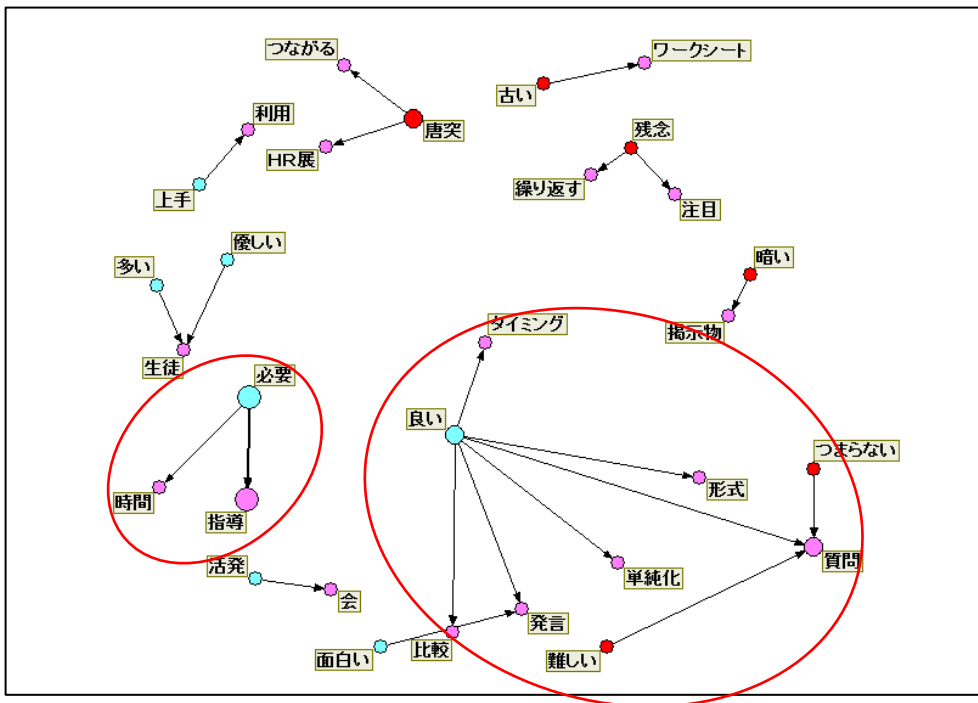 つながる
ワークシート
古い
利用
唐突
残念
HR展
繰り返す
上手
注目
優しい
多い
暗い
タイミング
掲示物
生徒
必要
良い
つまらない
時間
形式
指導
質問
活発
単純化
会
発言
面白い
比較
難しい